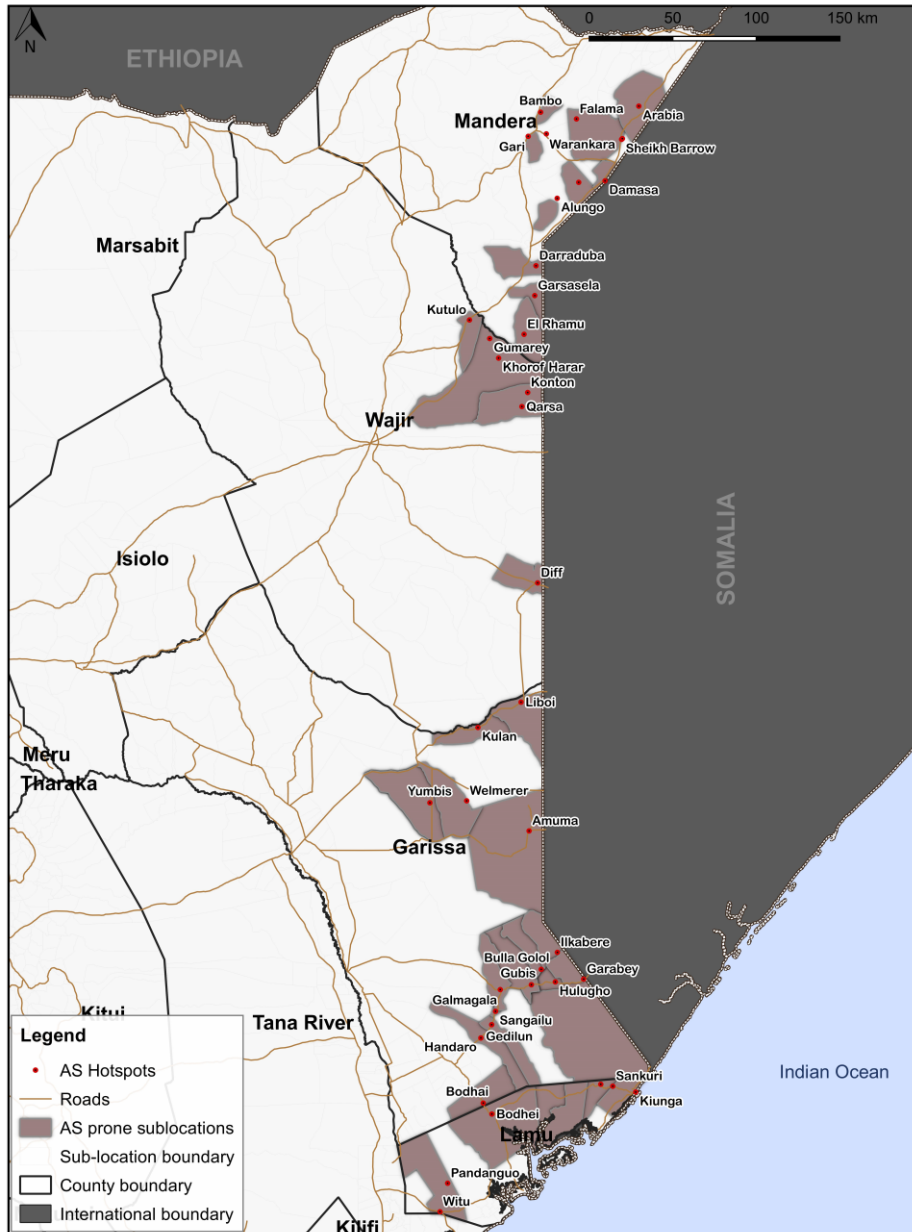 N
0 50 100 150 km
ETHIOPIA
Bambo
Falama
Arabia
Mandera
Gari
Warankara
Sheikh Barrow
Damasa
Alungo
Marsabit
Darraduba
Garsasela
Kutulo
El Rhamu
Gumarey
Khorof Harar
Konton
Qarsa
Wajir
SOMALIA
Isiolo
Diff
Liboi
Kulan
Meru
Tharaka
Yumbis
Welmerer
Amuma
Garissa
Ilkabere
Bulla Golol
Gubis
Garabey
Hulugho
Galmagala
Kitui
Tana River
Sangailu
Gedilun
Handaro
Indian Ocean
Sankuri
Kiunga
Bodhai
Bodhei
Lamu
Pandanguo
Witu
Kilifi
Legend
AS Hotspots
Roads
AS prone sublocations
Sub-location boundary
County boundary
International boundary